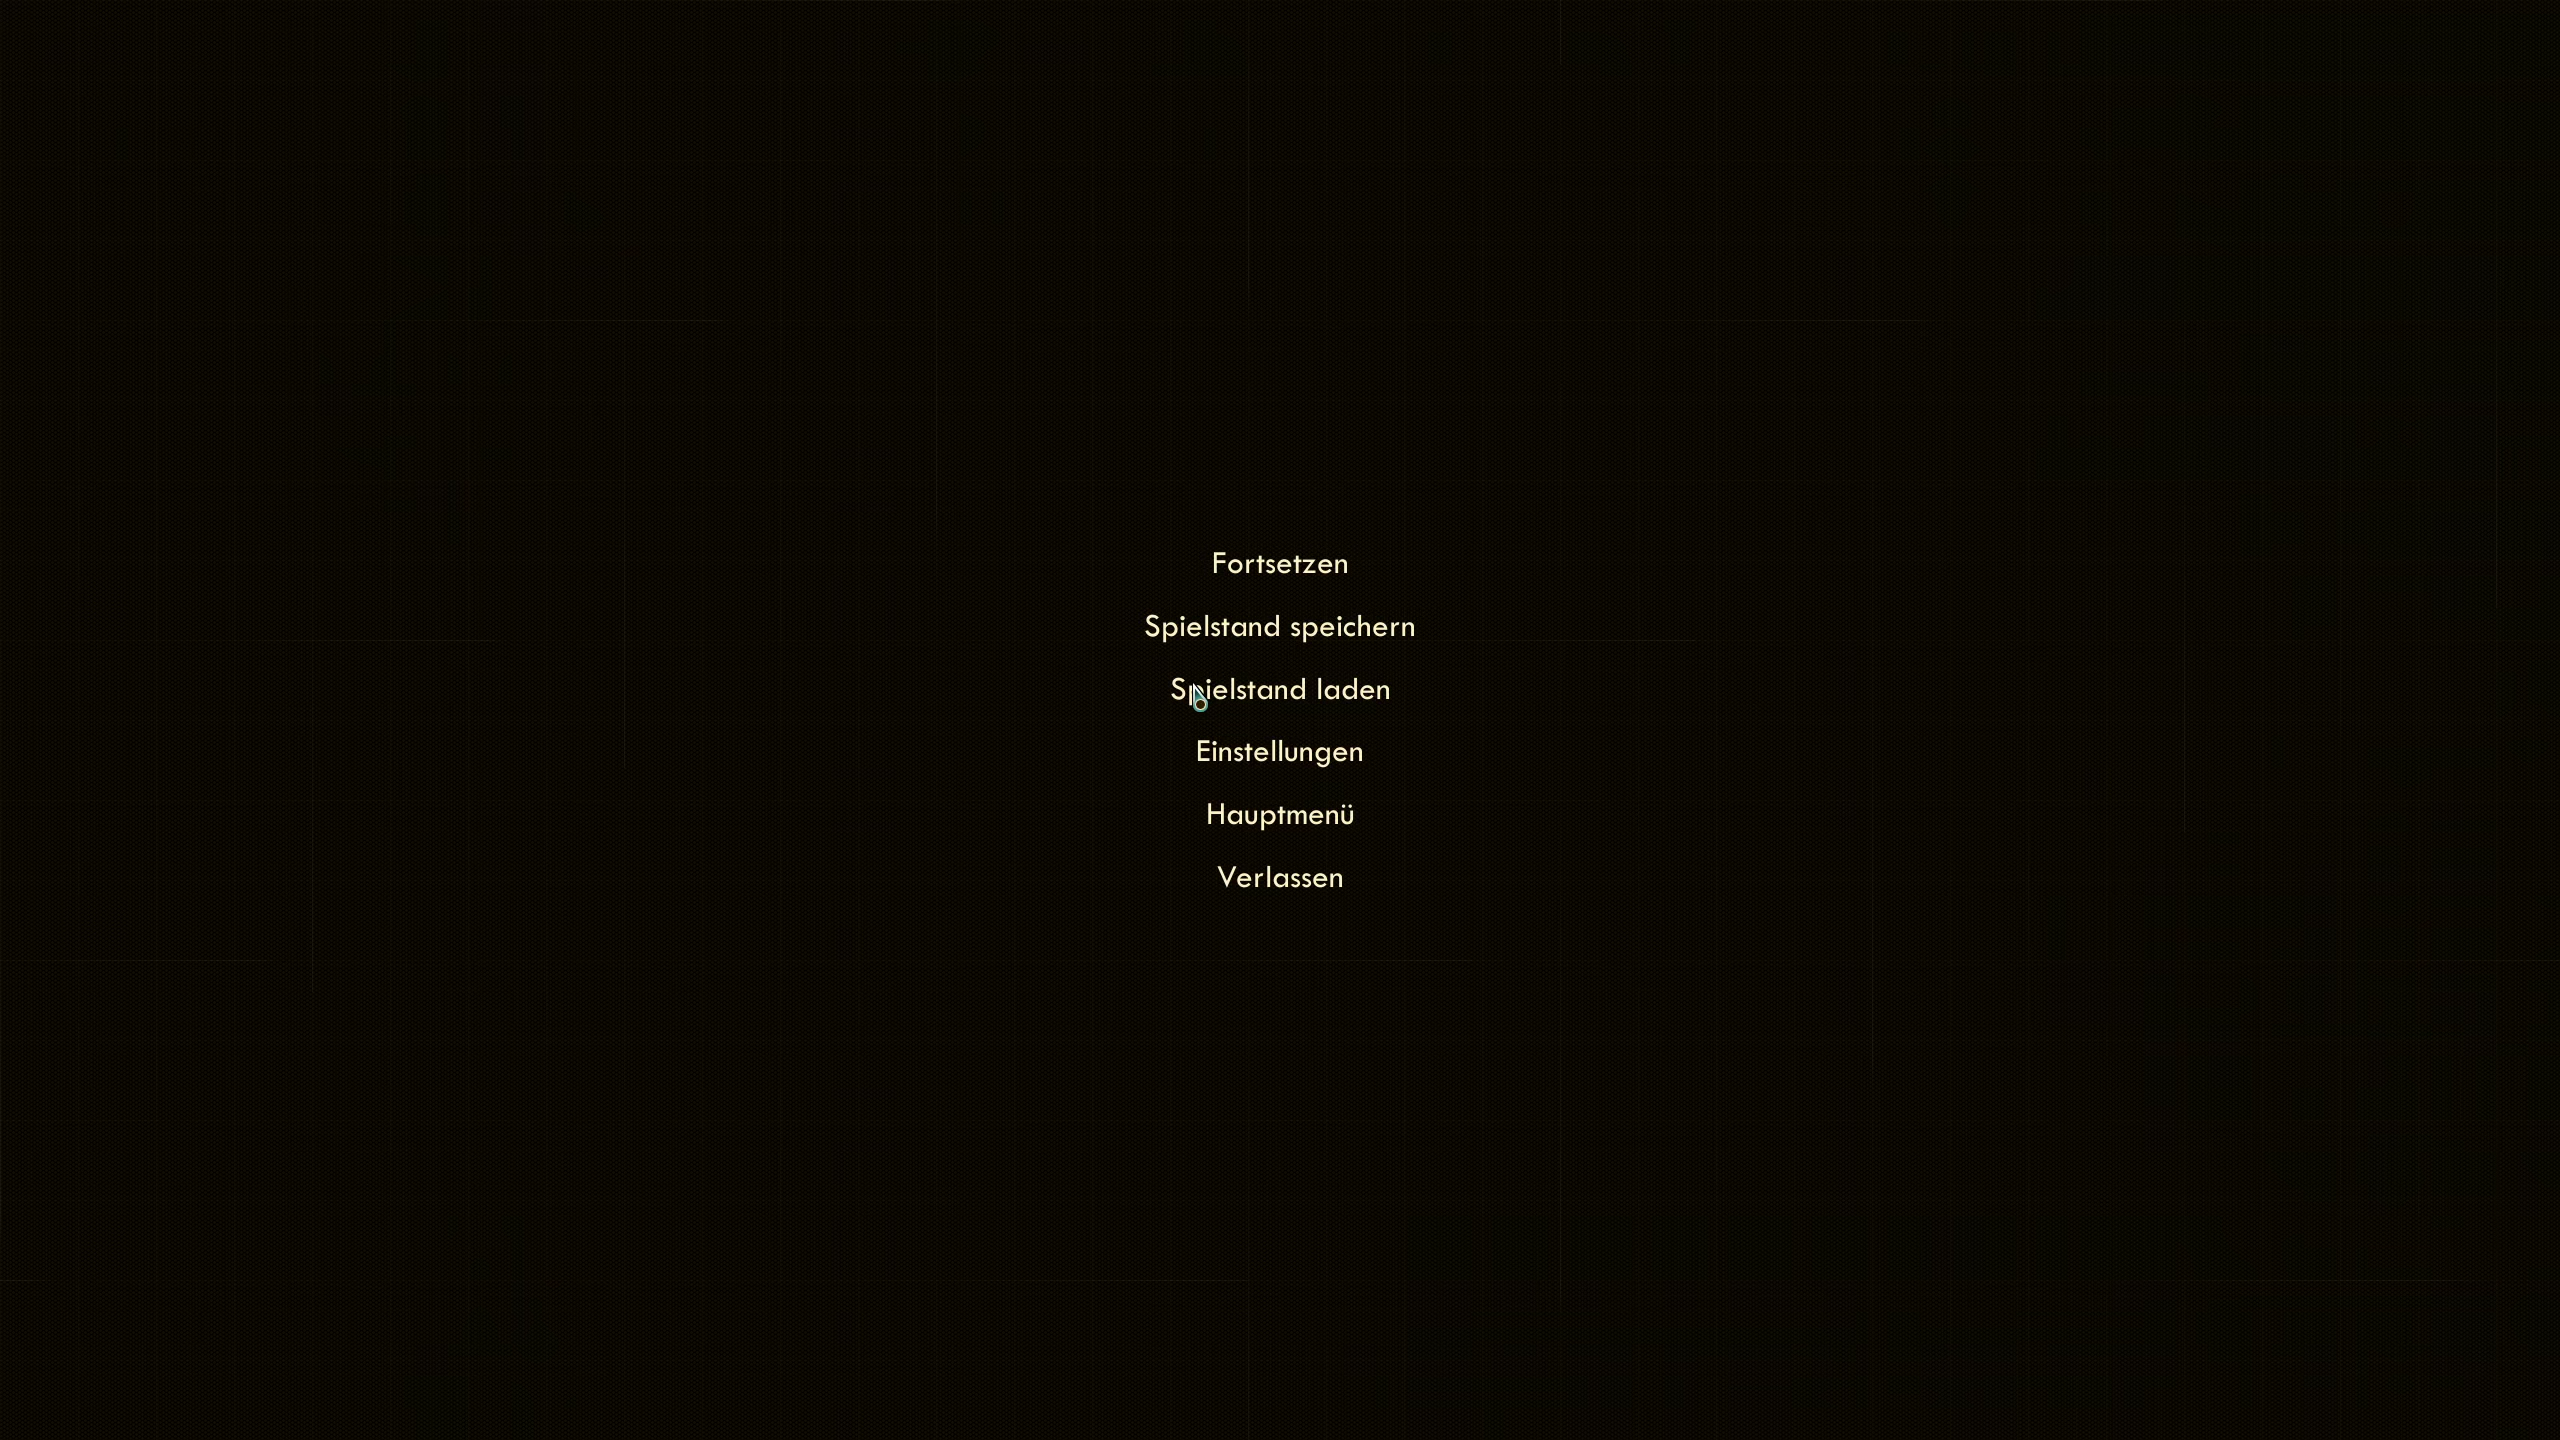 Fortsetzen
Spielstand speichern
Spielstand laden
Einstellungen
Hauptmenü
Verlassen